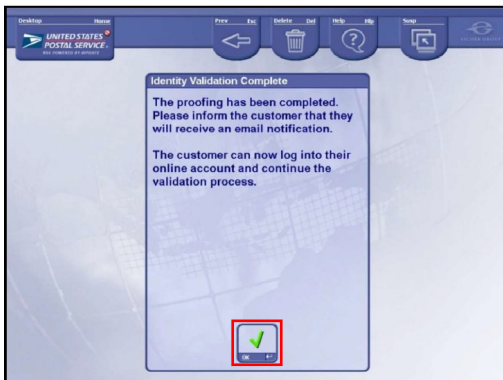 Desktop Home
Prev Esc
Delete Del
Help Hlp
Susp
UNITED STATES
POSTAL SERVICE
Identity Validation Complete
The proofing has been completed.
Please inform the customer that they
will receive an email notification.
The customer can now log into their
online account and continue the
validation process.
OK